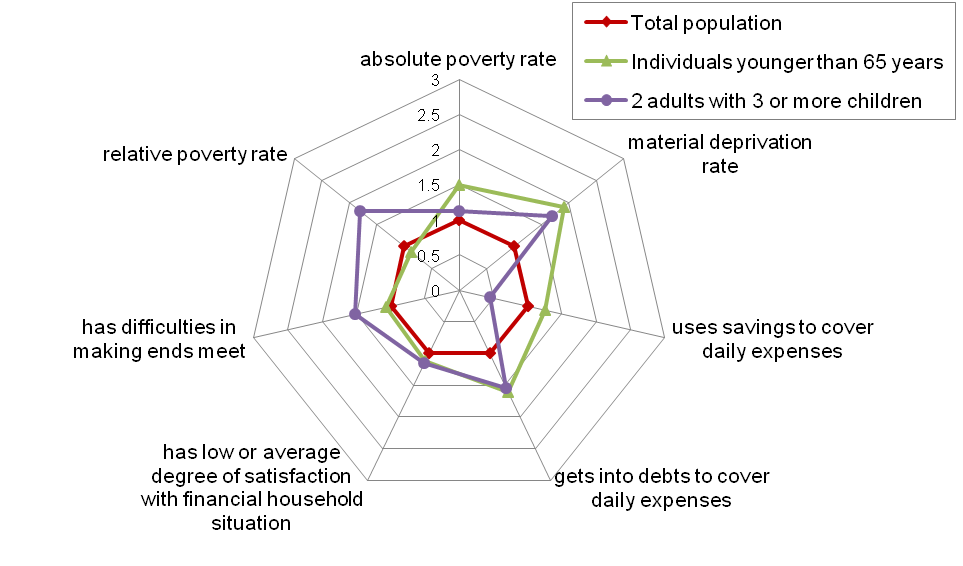 Total population
Individuals younger than 65 years
2 adults with 3 or more children
absolute poverty rate
3
2.5
2
1.5
1
0.5
0
material deprivation
rate
uses savings to cover
daily expenses
gets into debts to cover
daily expenses
has low or average
degree of satisfaction
with financial household
situation
has difficulties in
making ends meet
relative poverty rate